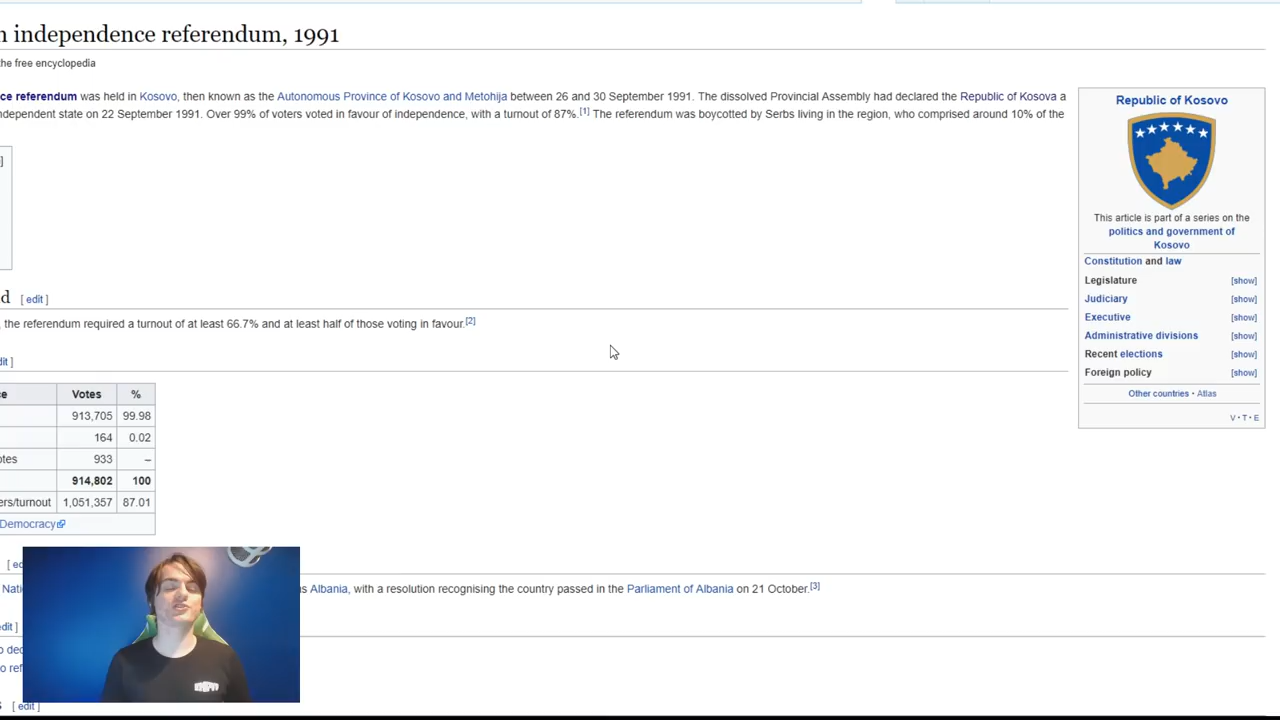 n independence referendum, 1991
the free encyclopedia
ce referendum was held in Kosovo, then known as the Autonomous Province of Kosovo and Metohija between 26 and 30 September 1991. The dissolved Provincial Assembly had declared the Republic of Kosova a
ndependent state on 22 September 1991. Over 99% of voters voted in favour of independence, with a turnout of 87%.[1] The referendum was boycotted by Serbs living in the region, who comprised around 10% of the
]
d [ edit ]
, the referendum required a turnout of at least 66.7% and at least half of those voting in favour.[2]
dit ]
ce Votes %
913,705 99.98
164 0.02
otes 933 –
914,802 100
ers/turnout 1,051,357 87.01
Democracy
[ ed
Nati
as Albania, with a resolution recognising the country passed in the Parliament of Albania on 21 October.[3]
edit ]
o dec
o ref
s [ edit ]
Republic of Kosovo
This article is part of a series on the
politics and government of
Kosovo
Constitution and law
Legislature [show]
Judiciary [show]
Executive [show]
Administrative divisions [show]
Recent elections [show]
Foreign policy [show]
Other countries • Atlas
V • T • E